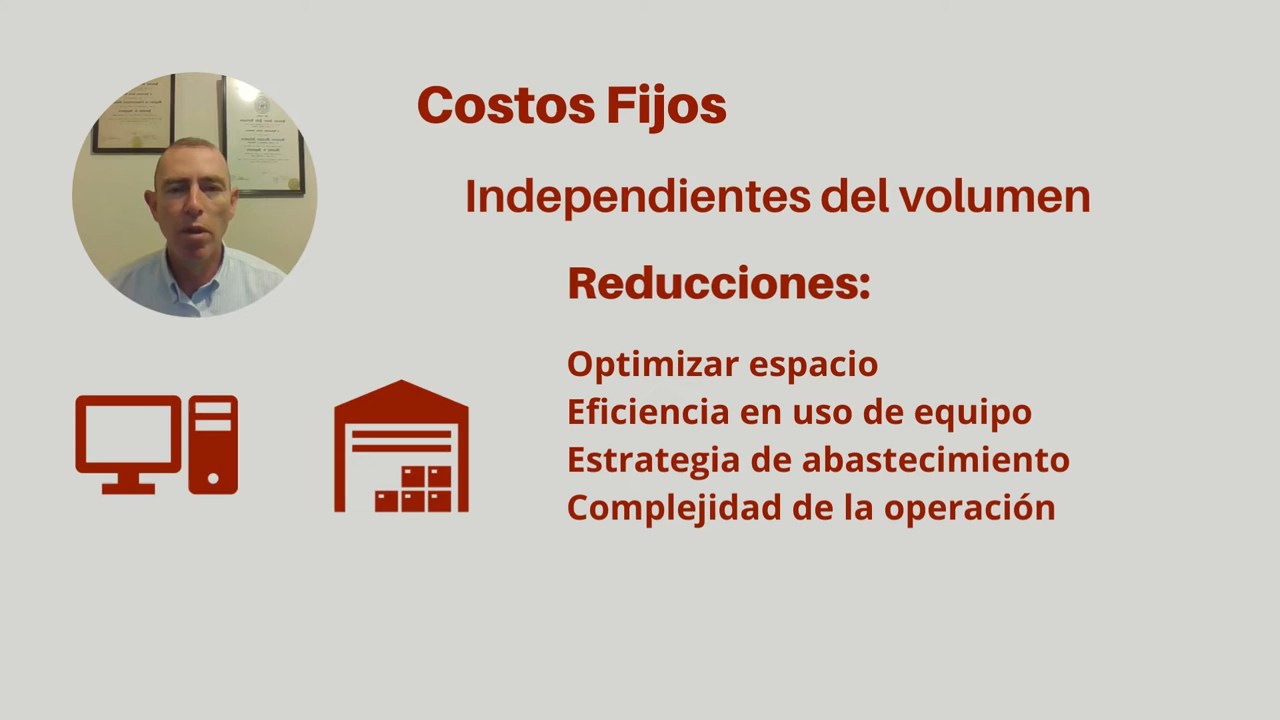 Costos Fijos
Independientes del volumen
Reducciones:
Optimizar espacio
Eficiencia en uso de equipo
Estrategia de abastecimiento
Complejidad de la operación